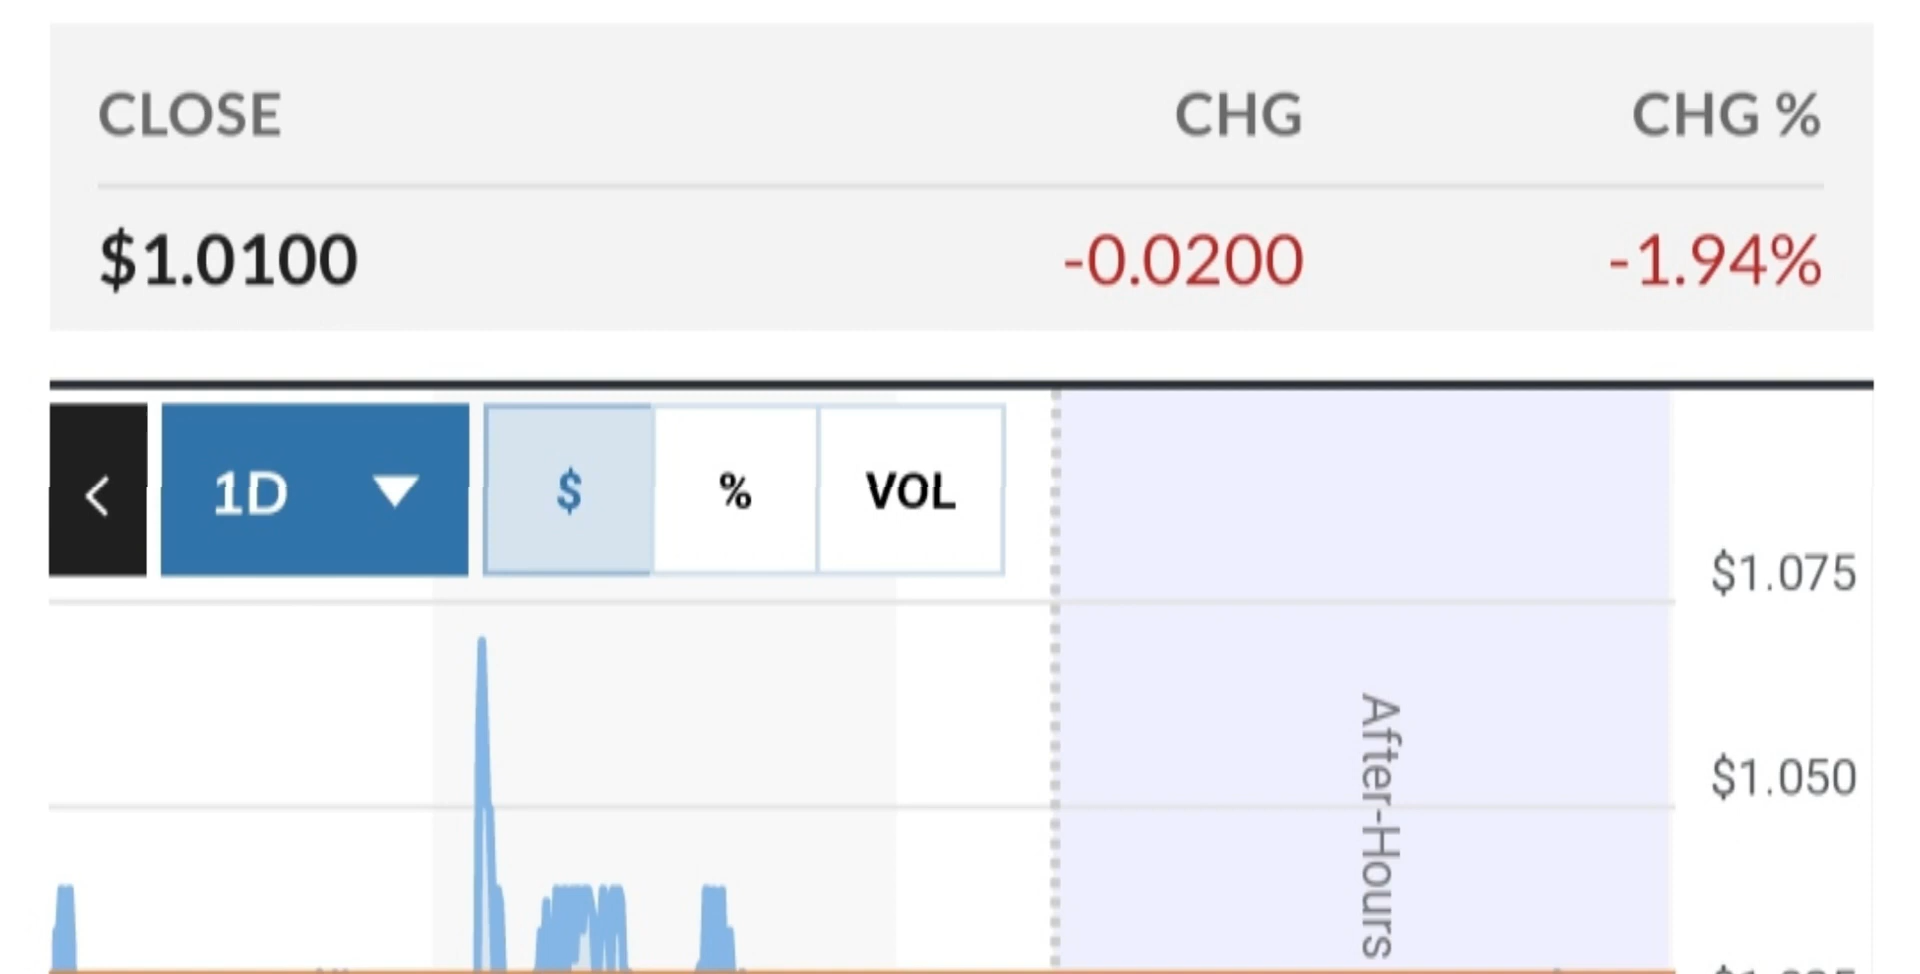 CLOSE CHG CHG %
$1.0100 -0.0200 -1.94%
1D $ % VOL
$1.075
$1.050
After-Hours